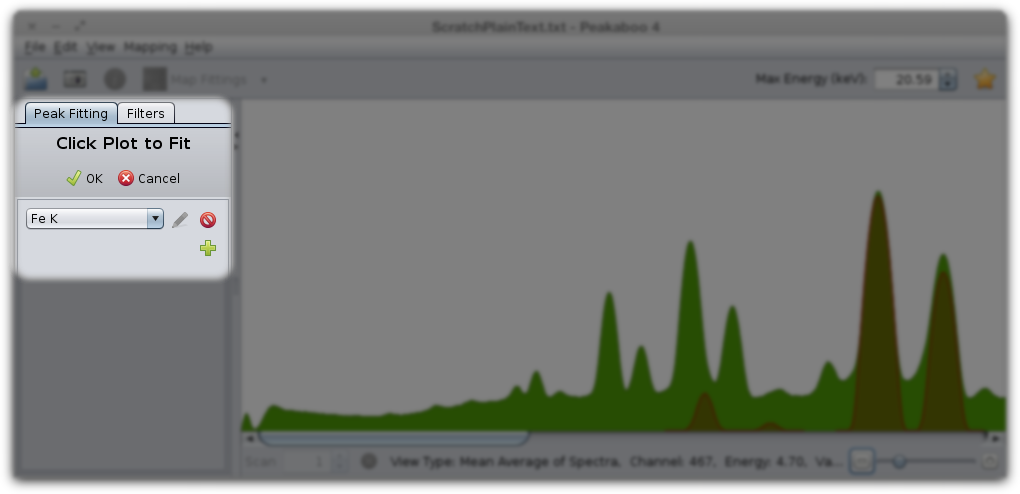 ScratchPlainText.txt - Peakaboo 4
File Edit View Mapping Help
Map Fittings
Max Energy (keV): 20.59
Peak Fitting Filters
Click Plot to Fit
OK Cancel
Fe K
Scan: 1 View Type: Mean Average of Spectra, Channel: 467, Energy: 4.70, Va...